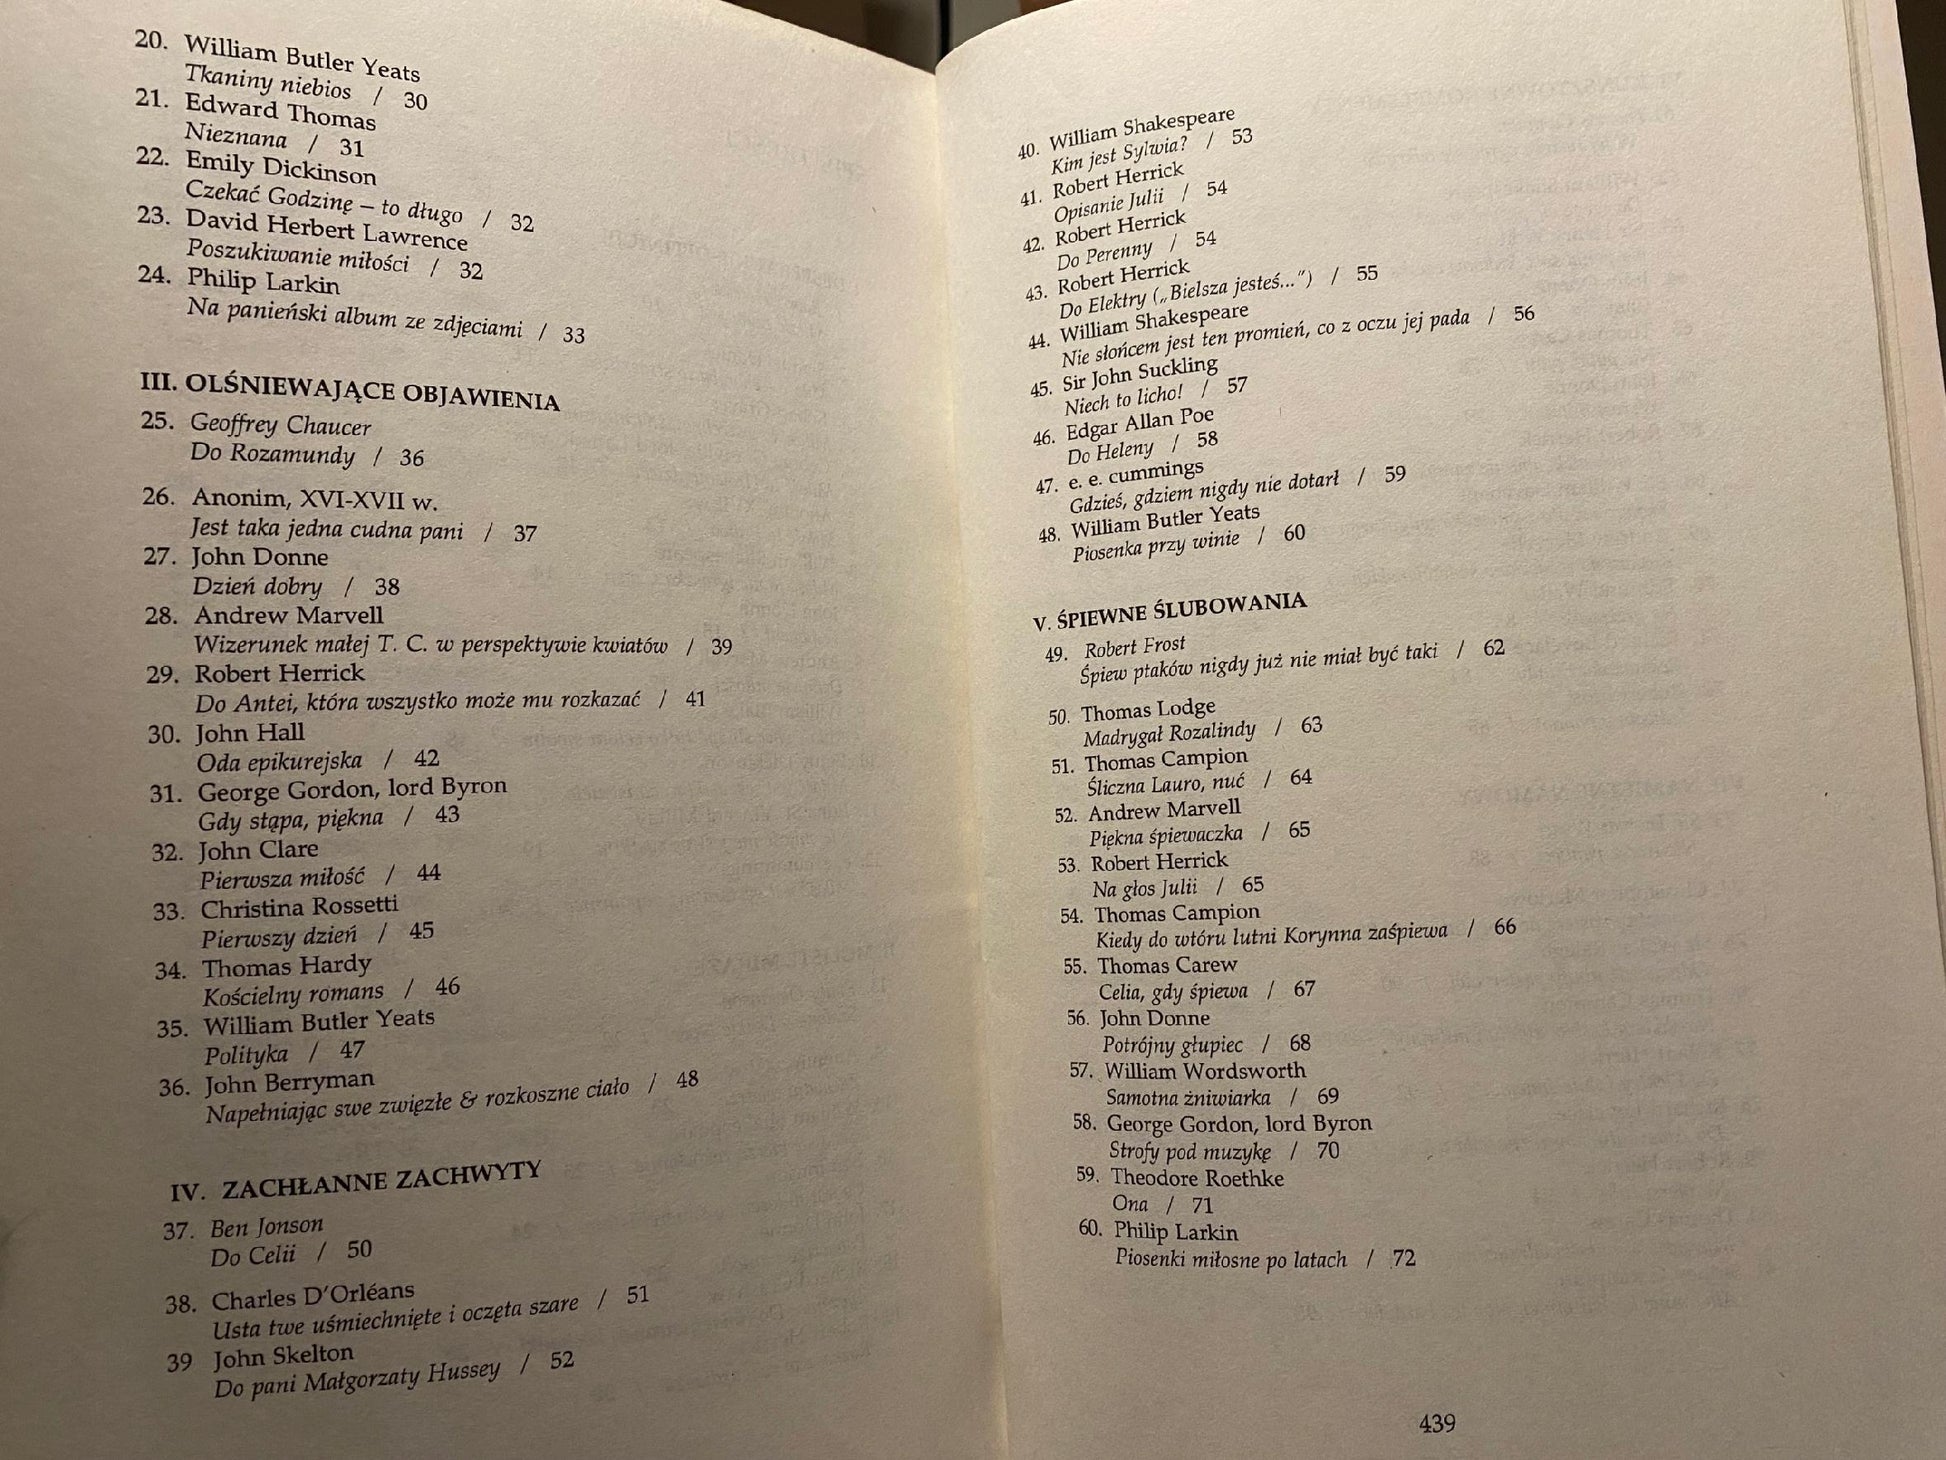 20. William Butler Yeats
Tkaniny niebios / 30
21. Edward Thomas
Nieznana / 31
22. Emily Dickinson
Czekać Godzinę – to długo / 32
23. David Herbert Lawrence
Poszukiwanie miłości / 32
24. Philip Larkin
Na panieński album ze zdjęciami / 33
III. OLŚNIEWAJĄCE OBJAWIENIA
25. Geoffrey Chaucer
Do Rozamundy / 36
26. Anonim, XVI-XVII w.
Jest taka jedna cudna pani / 37
27. John Donne
Dzień dobry / 38
28. Andrew Marvell
Wizerunek małej T. C. w perspektywie kwiatów / 39
29. Robert Herrick
Do Antei, która wszystko może mu rozkazać / 41
30. John Hall
Oda epikurejska / 42
31. George Gordon, lord Byron
Gdy stąpa, piękna / 43
32. John Clare
Pierwsza miłość / 44
33. Christina Rossetti
Pierwszy dzień / 45
34. Thomas Hardy
Kościelny romans / 46
35. William Butler Yeats
Polityka / 47
36. John Berryman
Napełniając swe zwięzłe & rozkoszne ciało / 48
IV. ZACHŁANNE ZACHWYTY
37. Ben Jonson
Do Celii / 50
38. Charles D'Orléans
Usta twe uśmiechnięte i oczęta szare / 51
39 John Skelton
Do pani Małgorzaty Hussey / 52
40. William Shakespeare
Kim jest Sylwia? / 53
41. Robert Herrick
Opisanie Julii / 54
42. Robert Herrick
Do Perenny / 54
43. Robert Herrick
Do Elektry („Bielsza jesteś...") / 55
44. William Shakespeare
Nie słońcem jest ten promień, co z oczu jej pada / 56
45. Sir John Suckling
Niech to licho! / 57
46. Edgar Allan Poe
Do Heleny / 58
47. e. e. cummings
Gdzieś, gdziem nigdy nie dotarł / 59
48. William Butler Yeats
Piosenka przy winie / 60
V. ŚPIEWNE ŚLUBOWANIA
49. Robert Frost
Śpiew ptaków nigdy już nie miał być taki / 62
50. Thomas Lodge
Madrygał Rozalindy / 63
51. Thomas Campion
Śliczna Lauro, nuć / 64
52. Andrew Marvell
Piękna śpiewaczka / 65
53. Robert Herrick
Na głos Julii / 65
54. Thomas Campion
Kiedy do wtóru lutni Korynna zaśpiewa / 66
55. Thomas Carew
Celia, gdy śpiewa / 67
56. John Donne
Potrójny głupiec / 68
57. William Wordsworth
Samotna żniwiarka / 69
58. George Gordon, lord Byron
Strofy pod muzykę / 70
59. Theodore Roethke
Ona / 71
60. Philip Larkin
Piosenki miłosne po latach / 72
439